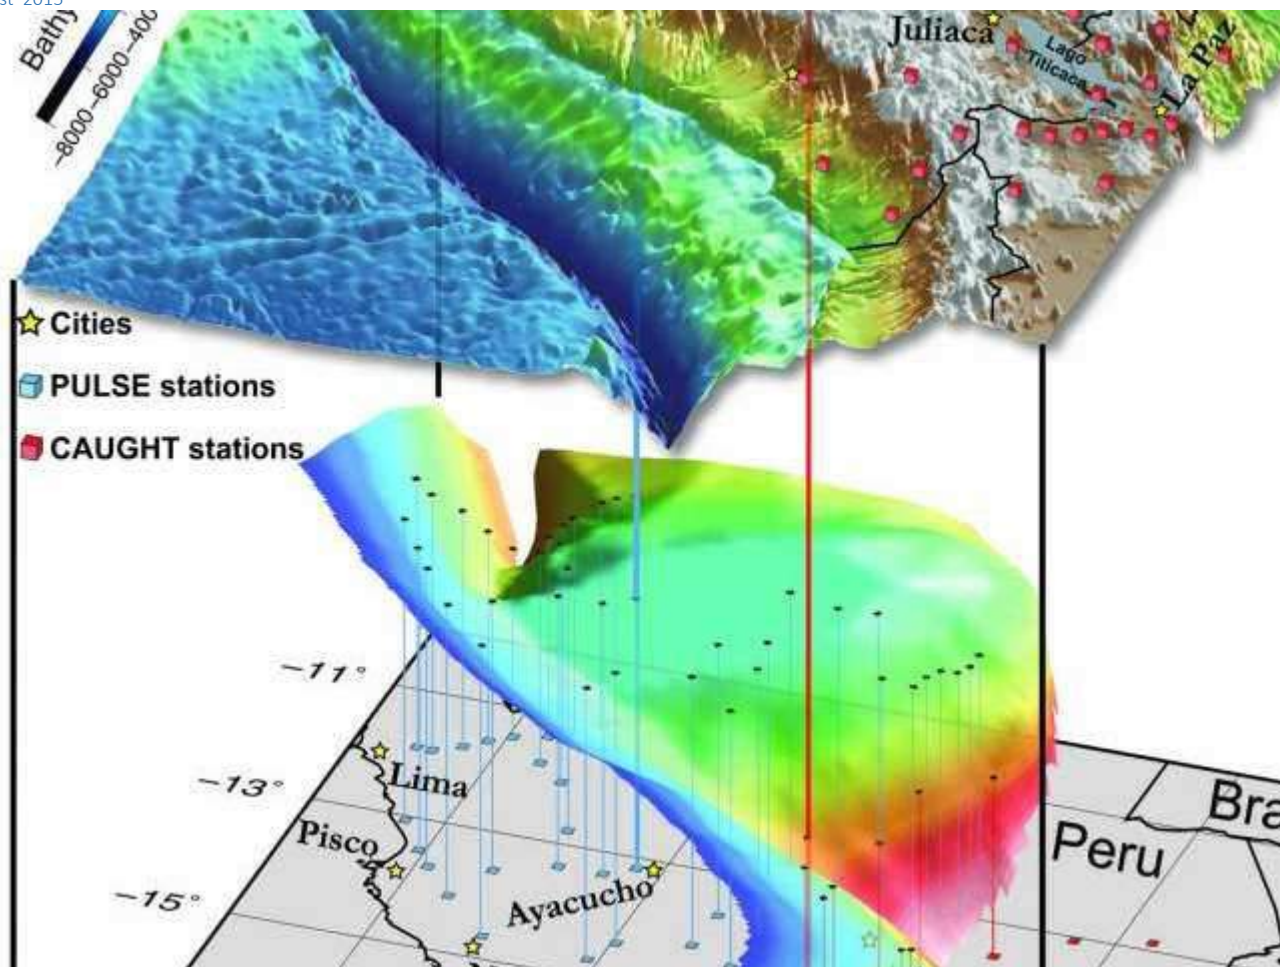 Bathy
-8000-6000-400
Juliaca
Lago
Titicaca
La Paz
Cities
PULSE stations
CAUGHT stations
-11°
-13°
-15°
Lima
Pisco
Ayacucho
Peru
Bra